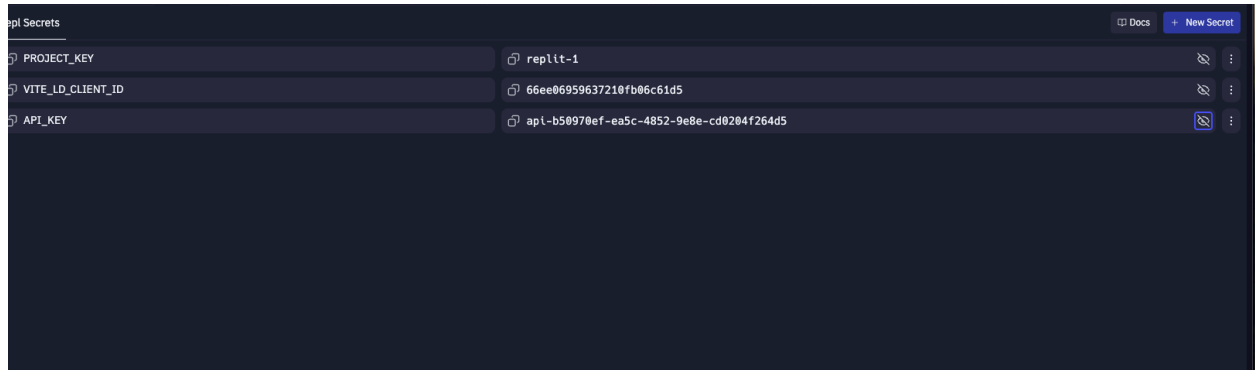 epl Secrets
Docs
+ New Secret
PROJECT_KEY
replit-1
VITE_LD_CLIENT_ID
66ee06959637210fb06c61d5
API_KEY
api-b50970ef-ea5c-4852-9e8e-cd0204f264d5